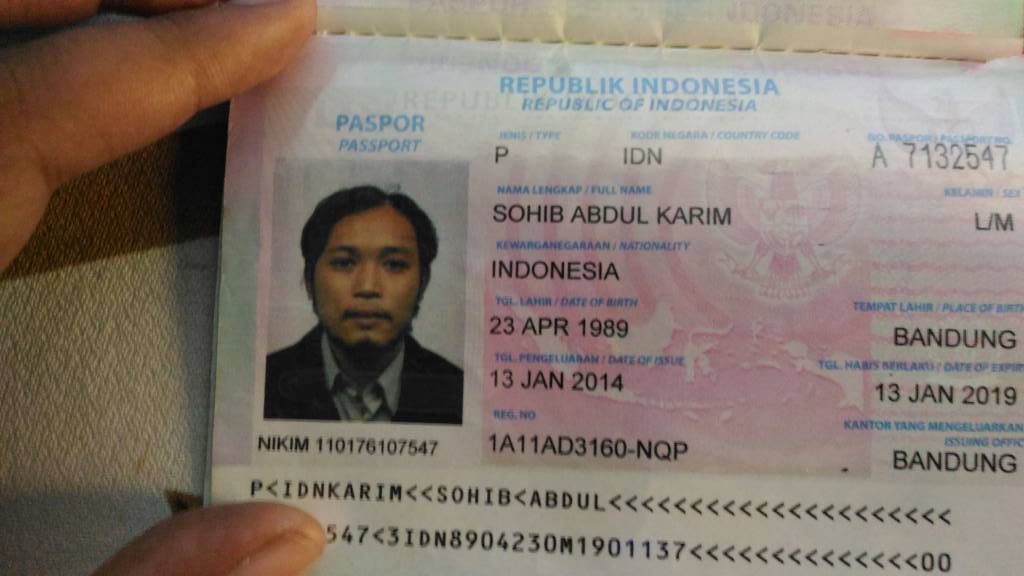 REPUBLIK INDONESIA
REPUBLIC OF INDONESIA
PASPOR
PASSPORT
JENIS / TYPE KODE NEGARA / COUNTRY CODE NO. PASPOR / PASSPORT NO.
P IDN A 7132547
NAMA LENGKAP / FULL NAME KELAMIN / SEX
SOHIB ABDUL KARIM L/M
KEWARGANEGARAAN / NATIONALITY
INDONESIA
TGL. LAHIR / DATE OF BIRTH TEMPAT LAHIR / PLACE OF BIRTH
23 APR 1989 BANDUNG
TGL. PENGELUARAN / DATE OF ISSUE TGL. HABIS BERLAKU / DATE OF EXPIR
13 JAN 2014 13 JAN 2019
REG. NO KANTOR YANG MENGELUARKAN
ISSUING OFFIC
1A11AD3160-NQP BANDUNG
NIKIM 110176107547
P<IDNKARIM<<SOHIB<ABDUL<<<<<<<<<<<<<<<<<<<<<
547<3IDN8904230M1901137<<<<<<<<<<<<<<00